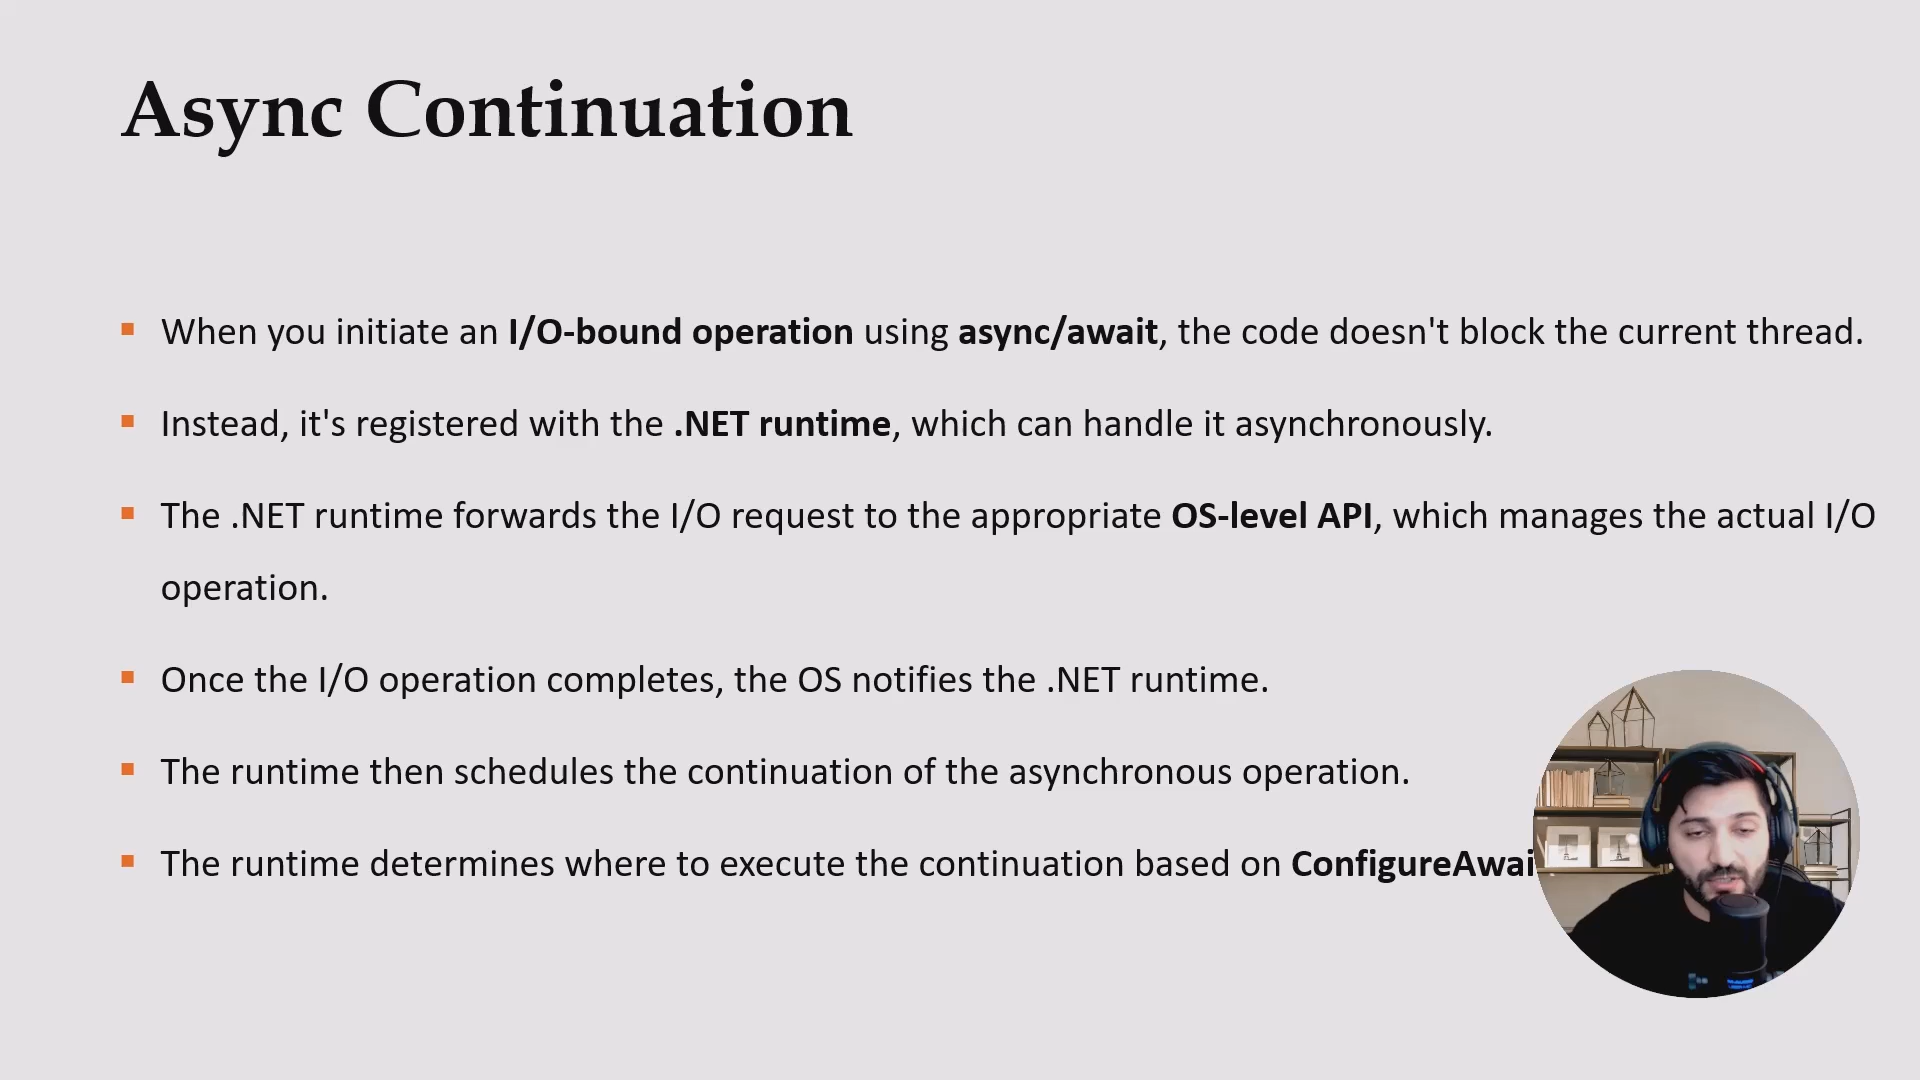 Async Continuation
When you initiate an I/O-bound operation using async/await, the code doesn't block the current thread.
Instead, it's registered with the .NET runtime, which can handle it asynchronously.
The .NET runtime forwards the I/O request to the appropriate OS-level API, which manages the actual I/O
operation.
Once the I/O operation completes, the OS notifies the .NET runtime.
The runtime then schedules the continuation of the asynchronous operation.
The runtime determines where to execute the continuation based on